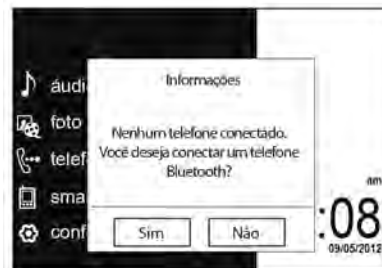 Informações
Nenhum telefone conectado.
Você deseja conectar um telefone
Bluetooth?
Sim
Não
áudi
foto
telef
sma
conf
am
:08
09/05/2012